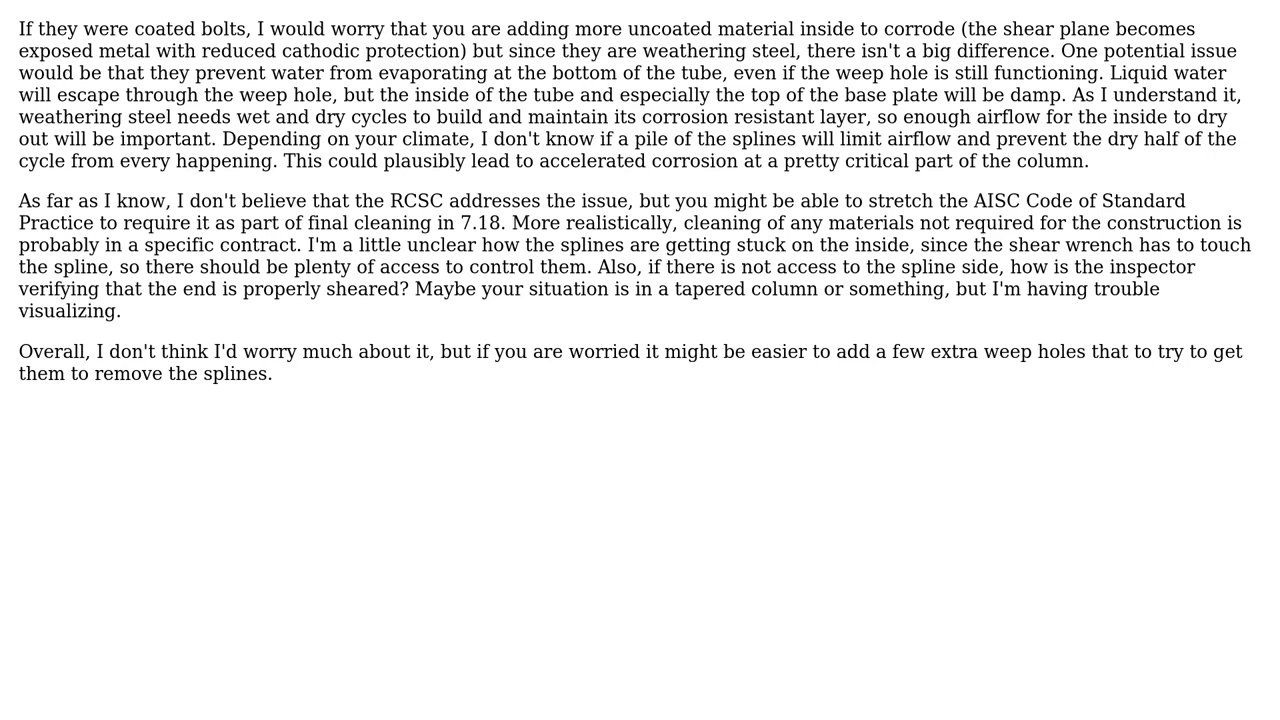 If they were coated bolts, I would worry that you are adding more uncoated material inside to corrode (the shear plane becomes
exposed metal with reduced cathodic protection) but since they are weathering steel, there isn't a big difference. One potential issue
would be that they prevent water from evaporating at the bottom of the tube, even if the weep hole is still functioning. Liquid water
will escape through the weep hole, but the inside of the tube and especially the top of the base plate will be damp. As I understand it,
weathering steel needs wet and dry cycles to build and maintain its corrosion resistant layer, so enough airflow for the inside to dry
out will be important. Depending on your climate, I don't know if a pile of the splines will limit airflow and prevent the dry half of the
cycle from every happening. This could plausibly lead to accelerated corrosion at a pretty critical part of the column.
As far as I know, I don't believe that the RCSC addresses the issue, but you might be able to stretch the AISC Code of Standard
Practice to require it as part of final cleaning in 7.18. More realistically, cleaning of any materials not required for the construction is
probably in a specific contract. I'm a little unclear how the splines are getting stuck on the inside, since the shear wrench has to touch
the spline, so there should be plenty of access to control them. Also, if there is not access to the spline side, how is the inspector
verifying that the end is properly sheared? Maybe your situation is in a tapered column or something, but I'm having trouble
visualizing.
Overall, I don't think I'd worry much about it, but if you are worried it might be easier to add a few extra weep holes that to try to get
them to remove the splines.